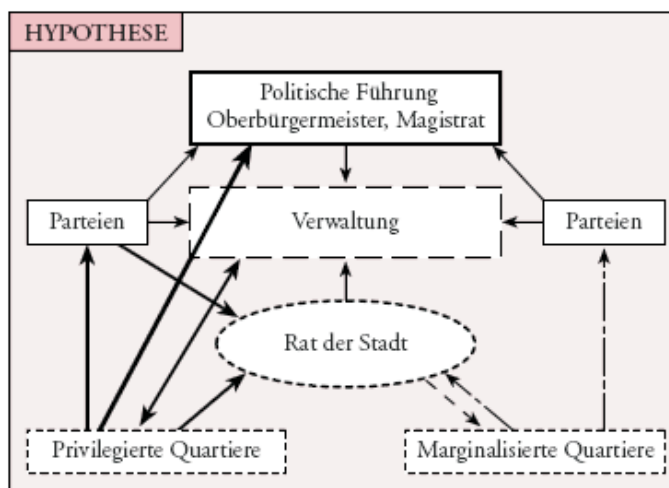 HYPOTHESE
Politische Führung
Oberbürgermeister, Magistrat
Parteien
Verwaltung
Parteien
Rat der Stadt
Privilegierte Quartiere
Marginalisierte Quartiere